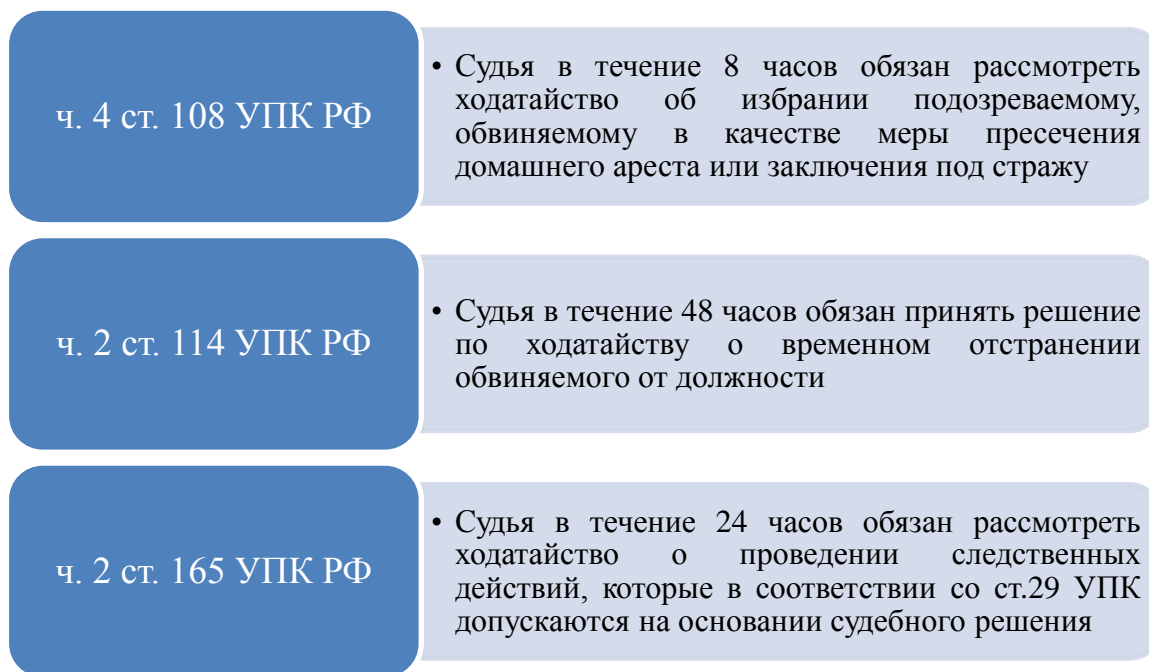 ч. 4 ст. 108 УПК РФ
• Судья в течение 8 часов обязан рассмотреть
ходатайство об избрании подозреваемому,
обвиняемому в качестве меры пресечения
домашнего ареста или заключения под стражу
ч. 2 ст. 114 УПК РФ
• Судья в течение 48 часов обязан принять решение
по ходатайству о временном отстранении
обвиняемого от должности
ч. 2 ст. 165 УПК РФ
• Судья в течение 24 часов обязан рассмотреть
ходатайство о проведении следственных
действий, которые в соответствии со ст.29 УПК
допускаются на основании судебного решения